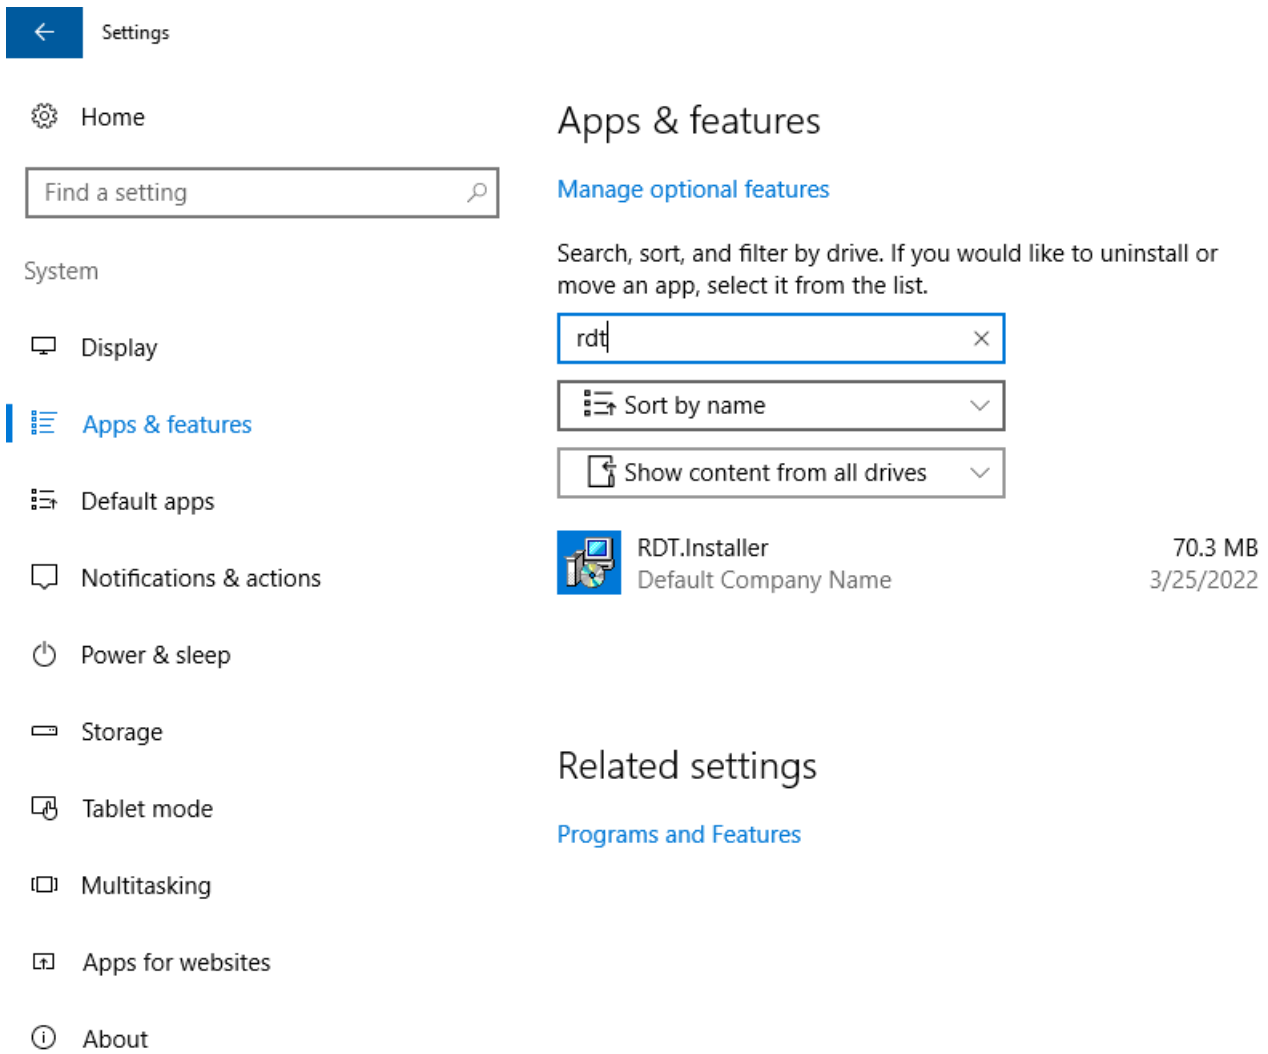 Settings
Home
Find a setting
System
Display
Apps & features
Default apps
Notifications & actions
Power & sleep
Storage
Tablet mode
Multitasking
Apps for websites
About
Apps & features
Manage optional features
Search, sort, and filter by drive. If you would like to uninstall or
move an app, select it from the list.
rdt
Sort by name
Show content from all drives
RDT.Installer 70.3 MB
Default Company Name 3/25/2022
Related settings
Programs and Features